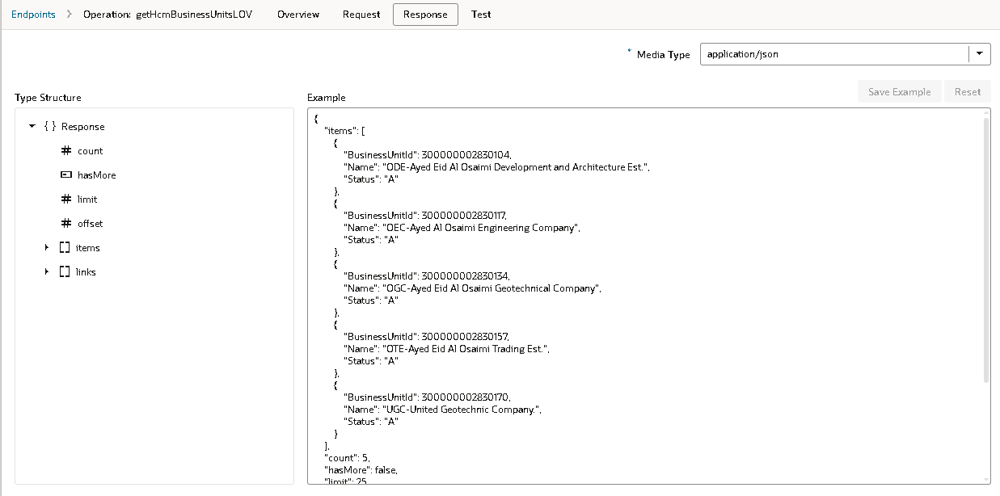 Endpoints > Operation: getHcmBusinessUnitsLOV Overview Request Response Test
* Media Type application/json
Save Example Reset
Type Structure
Example
{ } Response
# count
hasMore
# limit
# offset
[ ] items
[ ] links
{
"items": [
{
"BusinessUnitId": 300000002830104,
"Name": "ODE-Ayed Eid Al Osaimi Development and Architecture Est.",
"Status": "A"
},
{
"BusinessUnitId": 300000002830117,
"Name": "OEC-Ayed Al Osaimi Engineering Company",
"Status": "A"
},
{
"BusinessUnitId": 300000002830134,
"Name": "OGC-Ayed Eid Al Osaimi Geotechnical Company",
"Status": "A"
},
{
"BusinessUnitId": 300000002830157,
"Name": "OTE-Ayed Eid Al Osaimi Trading Est.",
"Status": "A"
},
{
"BusinessUnitId": 300000002830170,
"Name": "UGC-United Geotechnic Company.",
"Status": "A"
}
],
"count": 5,
"hasMore": false,
"limit": 25,